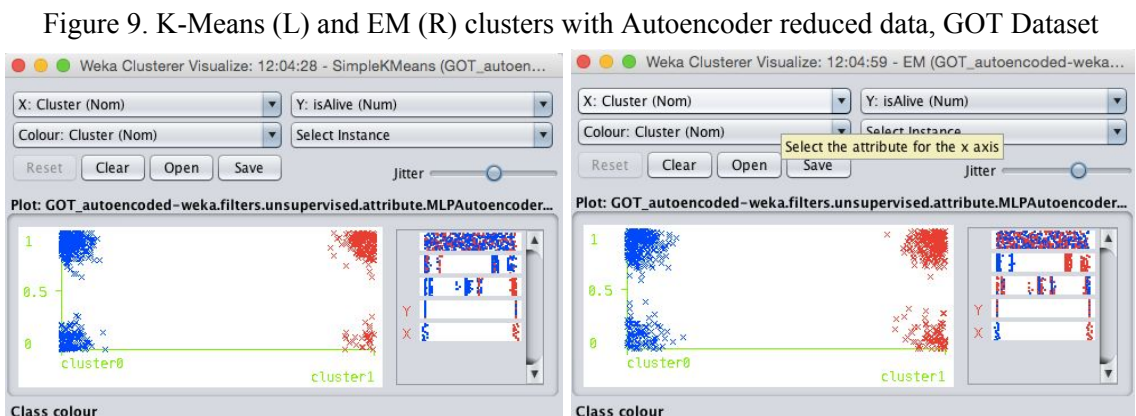 Figure 9. K-Means (L) and EM (R) clusters with Autoencoder reduced data, GOT Dataset
Weka Clusterer Visualize: 12:04:28 - SimpleKMeans (GOT_autoen...
X: Cluster (Nom)
Y: isAlive (Num)
Colour: Cluster (Nom)
Select Instance
Reset
Clear
Open
Save
Jitter
Plot: GOT_autoencoded-weka.filters.unsupervised.attribute.MLPAutoencoder...
1
0.5
0
cluster0
cluster1
Y
X
Class colour
Weka Clusterer Visualize: 12:04:59 - EM (GOT_autoencoded-weka...
X: Cluster (Nom)
Y: isAlive (Num)
Colour: Cluster (Nom)
Select Instance
Select the attribute for the x axis
Reset
Clear
Open
Save
Jitter
Plot: GOT_autoencoded-weka.filters.unsupervised.attribute.MLPAutoencoder...
1
0.5
0
cluster0
cluster1
Y
X
Class colour